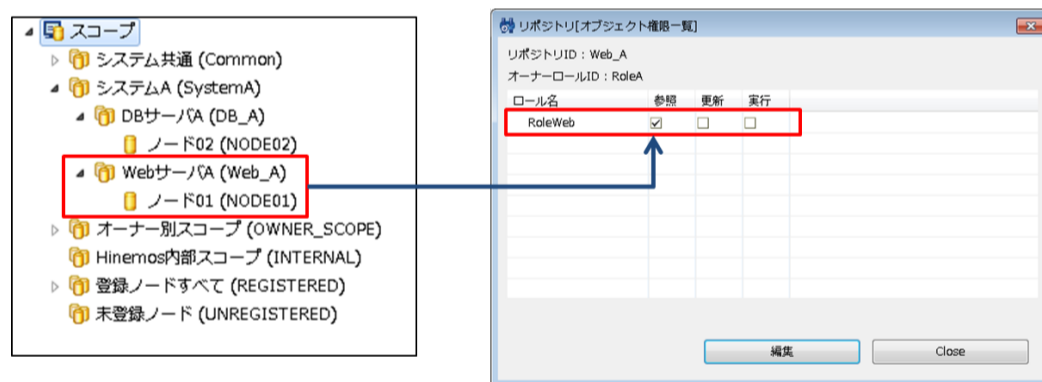 スコープ
システム共通 (Common)
システムA (SystemA)
DBサーバA (DB_A)
ノード02 (NODE02)
WebサーバA (Web_A)
ノード01 (NODE01)
オーナー別スコープ (OWNER_SCOPE)
Hinemos内部スコープ (INTERNAL)
登録ノードすべて (REGISTERED)
未登録ノード (UNREGISTERED)
リポジトリ[オブジェクト権限一覧]
リポジトリID : Web_A
オーナーロールID : RoleA
ロール名 参照 更新 実行
RoleWeb
編集 Close